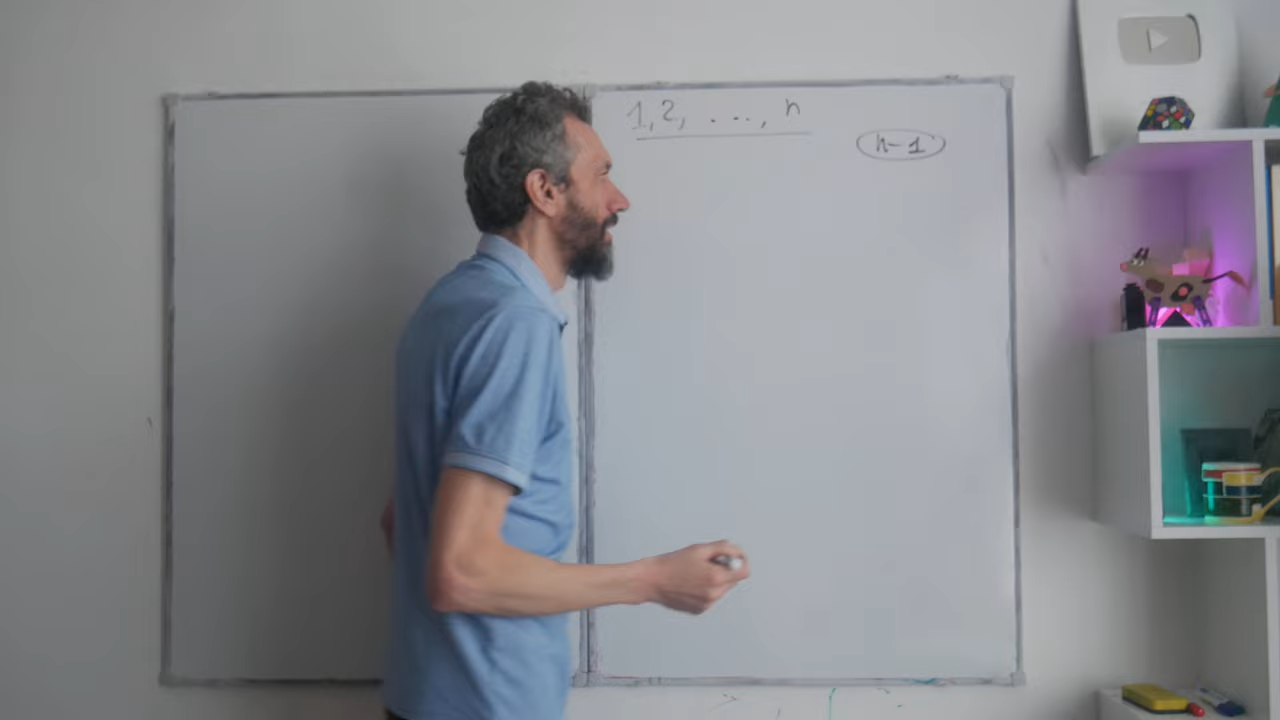 1, 2, ..., n
n-1